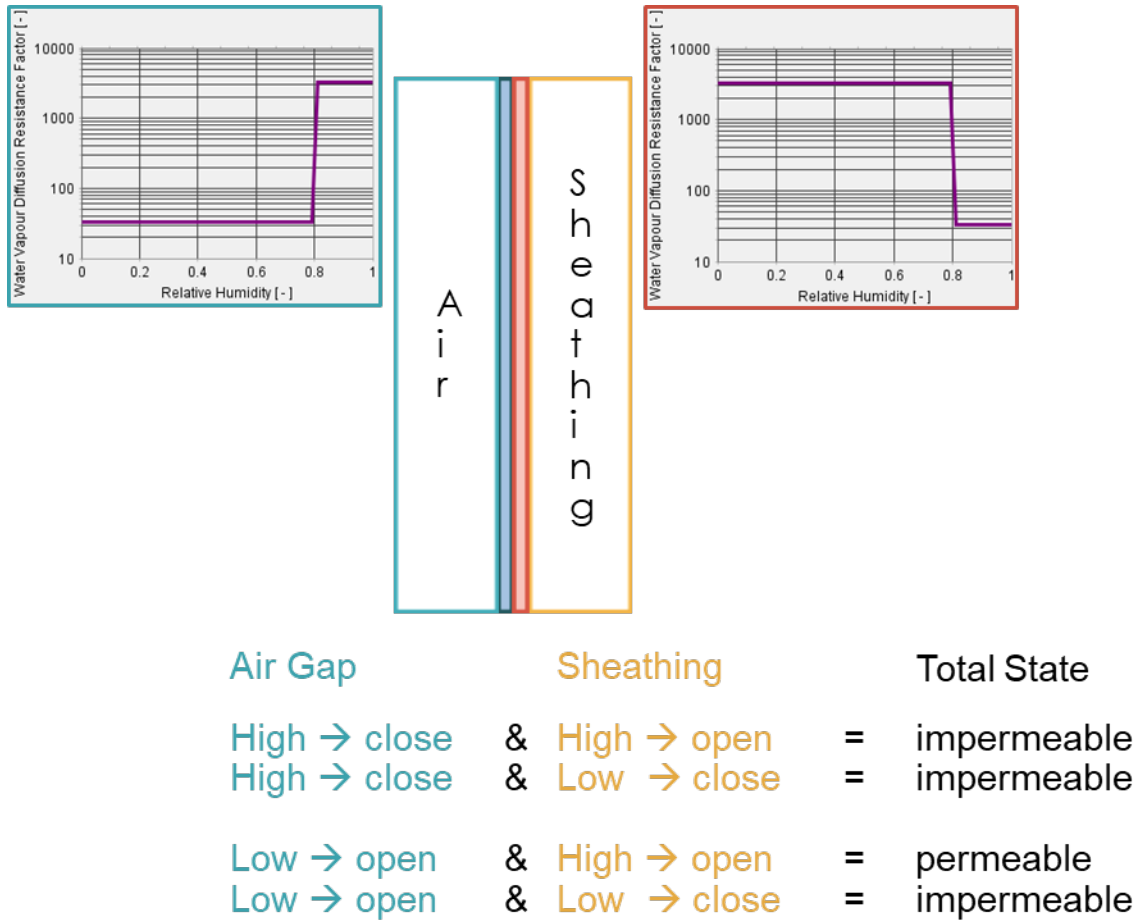 Water Vapour Diffusion Resistance Factor [ - ]
10000
1000
100
10
0 0.2 0.4 0.6 0.8 1
Relative Humidity [ - ]
Air
Sheathing
Water Vapour Diffusion Resistance Factor [ - ]
10000
1000
100
10
0 0.2 0.4 0.6 0.8 1
Relative Humidity [ - ]
Air Gap Sheathing Total State
High → close & High → open = impermeable
High → close & Low → close = impermeable
Low → open & High → open = permeable
Low → open & Low → close = impermeable